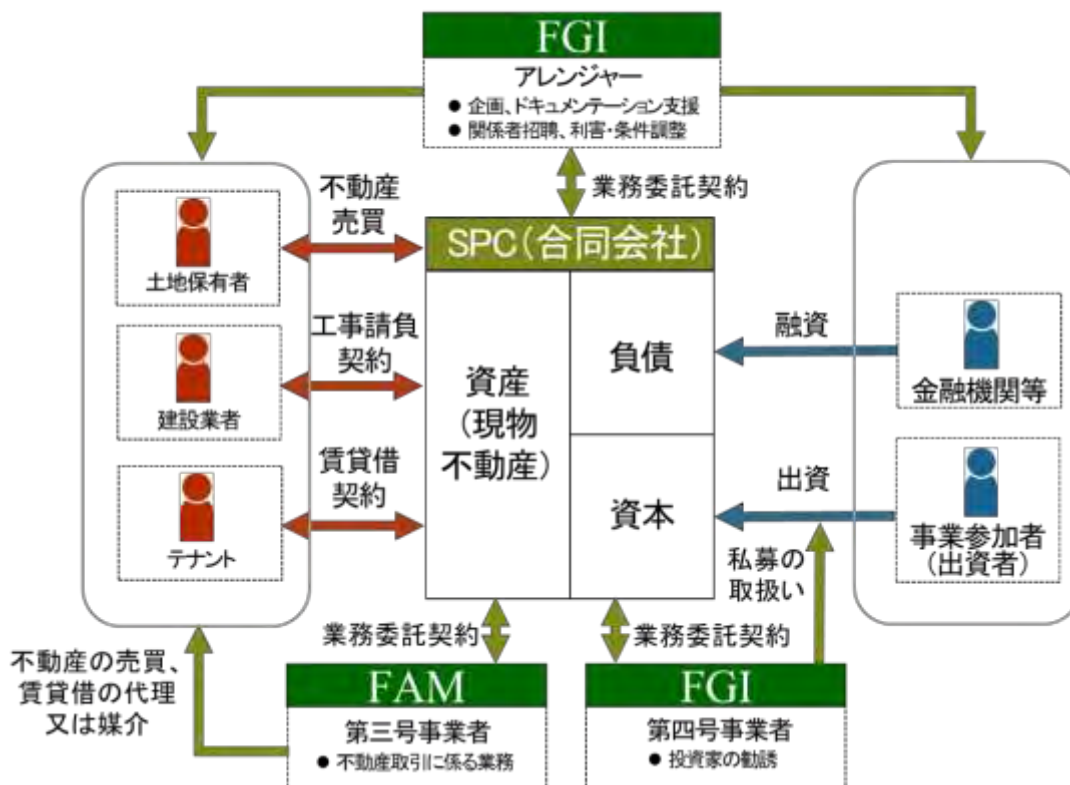 FGI
アレンジャー
● 企画、ドキュメンテーション支援
● 関係者招聘、利害・条件調整
業務委託契約
不動産
売買
土地保有者
工事請負
契約
建設業者
賃貸借
契約
テナント
SPC(合同会社)
資産
(現物
不動産)
負債
資本
融資
金融機関等
出資
事業参加者
(出資者)
私募の
取扱い
業務委託契約
業務委託契約
不動産の売買、
賃貸借の代理
又は媒介
FAM
第三号事業者
● 不動産取引に係る業務
FGI
第四号事業者
● 投資家の勧誘